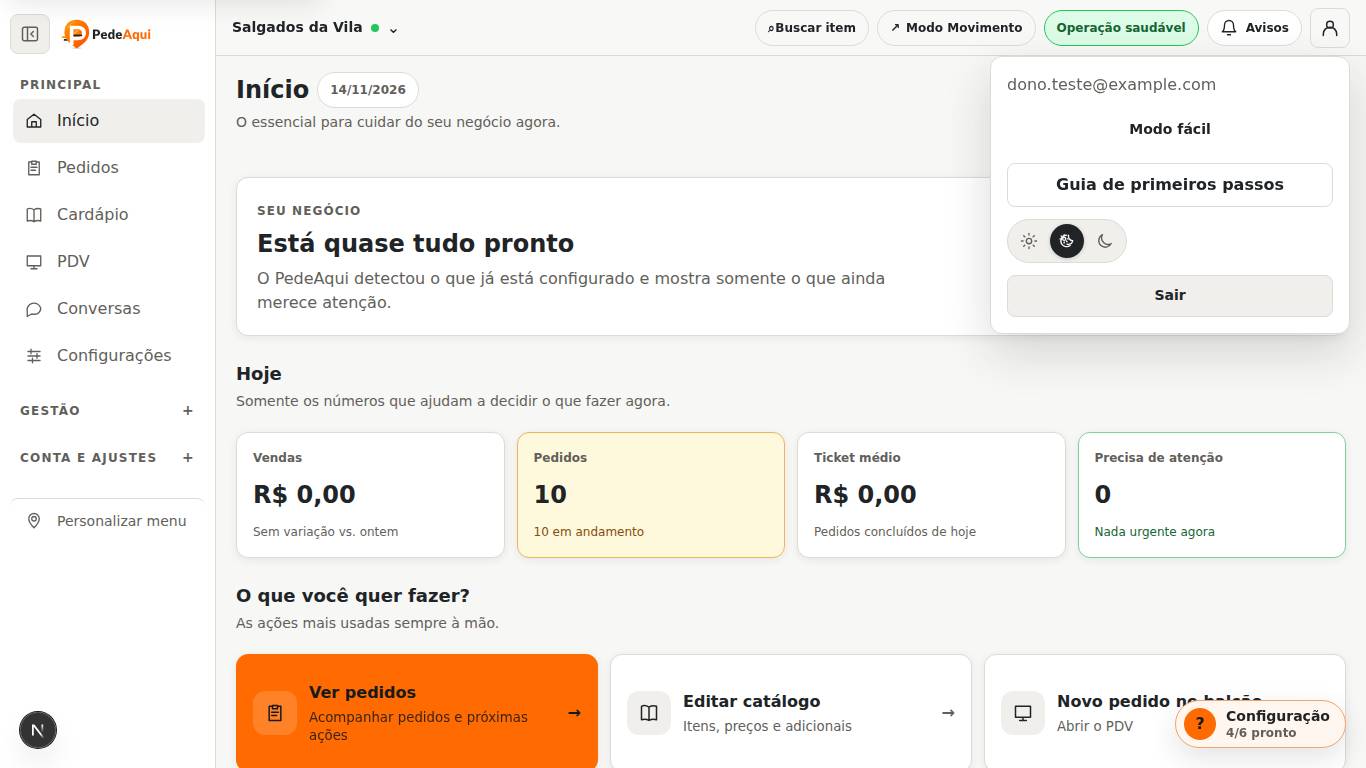 PedeAqui
Salgados da Vila
Buscar item
↗ Modo Movimento
Operação saudável
Avisos
PRINCIPAL
Início
Pedidos
Cardápio
PDV
Conversas
Configurações
GESTÃO +
CONTA E AJUSTES +
Personalizar menu
N
Início
14/11/2026
O essencial para cuidar do seu negócio agora.
dono.teste@example.com
Modo fácil
Guia de primeiros passos
Sair
SEU NEGÓCIO
Está quase tudo pronto
O PedeAqui detectou o que já está configurado e mostra somente o que ainda
merece atenção.
Hoje
Somente os números que ajudam a decidir o que fazer agora.
Vendas
R$ 0,00
Sem variação vs. ontem
Pedidos
10
10 em andamento
Ticket médio
R$ 0,00
Pedidos concluídos de hoje
Precisa de atenção
0
Nada urgente agora
O que você quer fazer?
As ações mais usadas sempre à mão.
Ver pedidos
Acompanhar pedidos e próximas
ações
→
Editar catálogo
Itens, preços e adicionais
→
Novo pedido no balcão
Abrir o PDV
?
Configuração
4/6 pronto